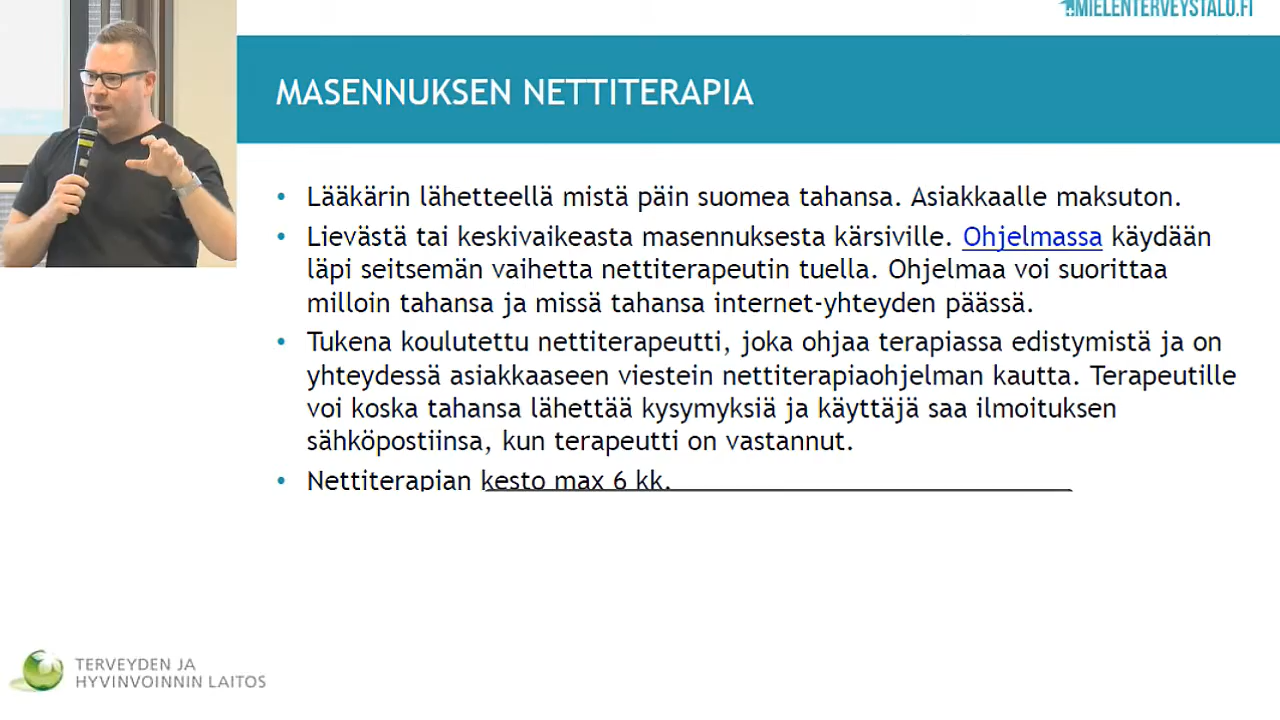 MIELENTERVEYSTALO.FI
MASENNUKSEN NETTITERAPIA
• Lääkärin lähetteellä mistä päin suomea tahansa. Asiakkaalle maksuton.
• Lievästä tai keskivaikeasta masennuksesta kärsiville. Ohjelmassa käydään
läpi seitsemän vaihetta nettiterapeutin tuella. Ohjelmaa voi suorittaa
milloin tahansa ja missä tahansa internet-yhteyden päässä.
• Tukena koulutettu nettiterapeutti, joka ohjaa terapiassa edistymistä ja on
yhteydessä asiakkaaseen viestein nettiterapiaohjelman kautta. Terapeutille
voi koska tahansa lähettää kysymyksiä ja käyttäjä saa ilmoituksen
sähköpostiinsa, kun terapeutti on vastannut.
• Nettiterapian kesto max 6 kk.
TERVEYDEN JA
HYVINVOINNIN LAITOS